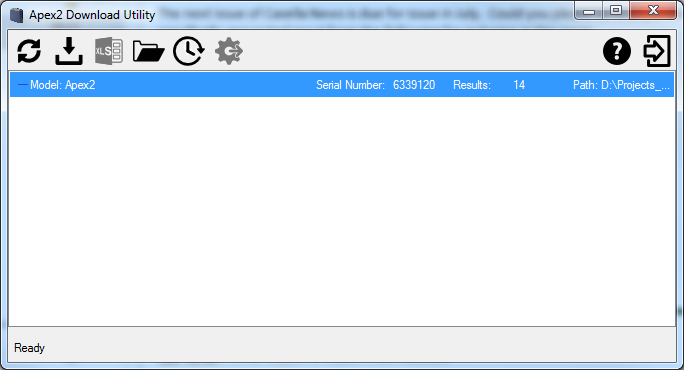 Apex2 Download Utility
XLS
?
Model: Apex2 Serial Number: 6339120 Results: 14 Path: D:\Projects_...
Ready